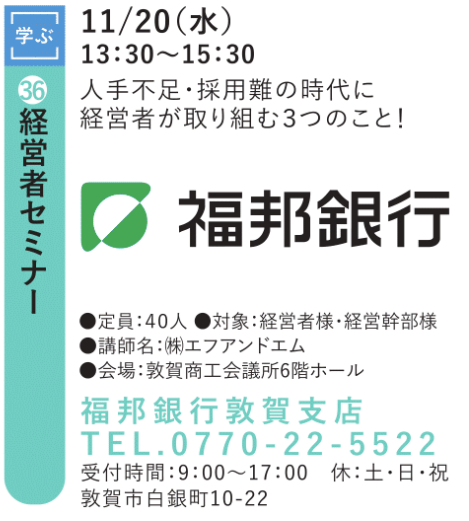 学ぶ
㊱経営者セミナー
11/20(水)
13:30〜15:30
人手不足・採用難の時代に
経営者が取り組む3つのこと!
福邦銀行
●定員:40人 ●対象:経営者様・経営幹部様
●講師名:㈱エフアンドエム
●会場:敦賀商工会議所6階ホール
福邦銀行敦賀支店
TEL.0770-22-5522
受付時間:9:00〜17:00 休:土・日・祝
敦賀市白銀町10-22